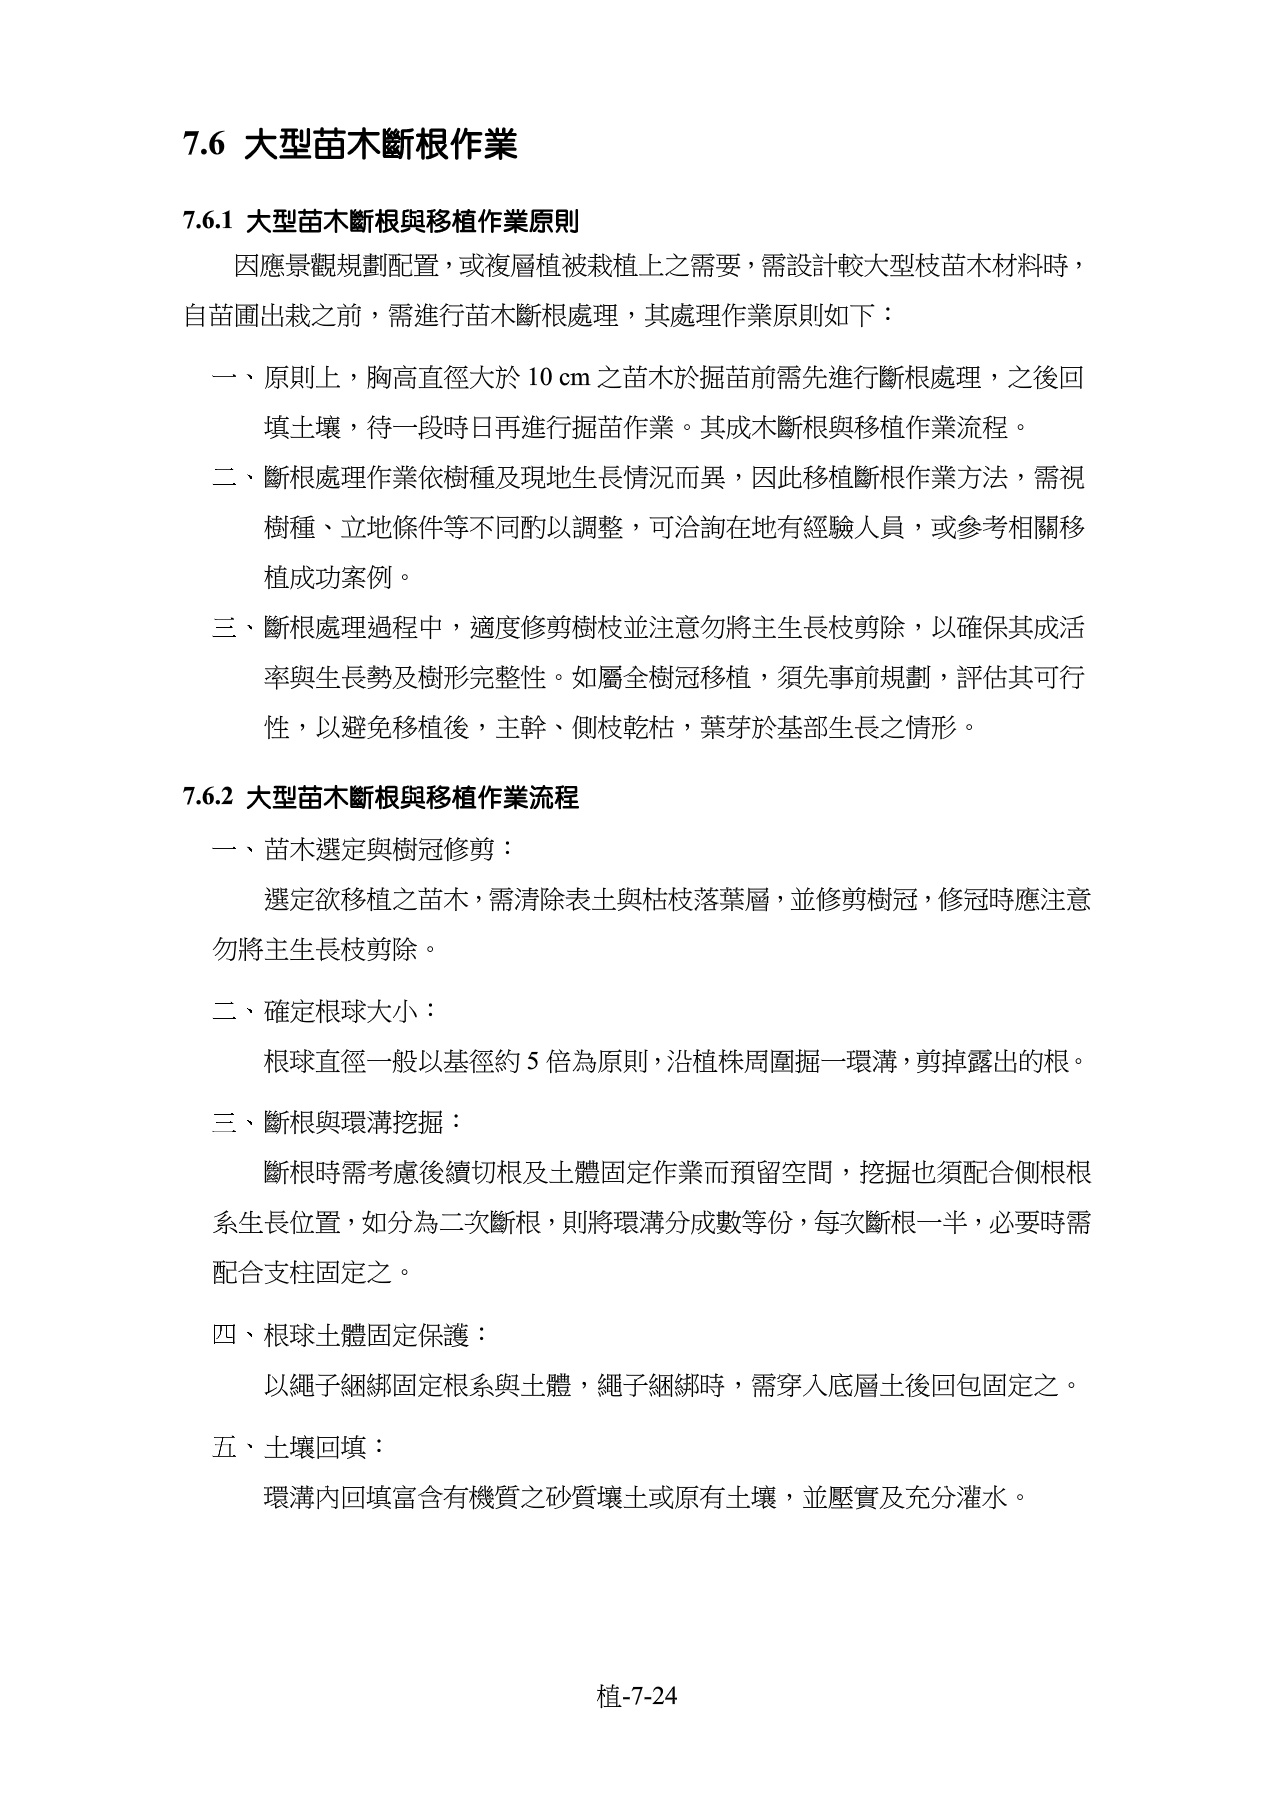 7.6 大型苗木斷根作業
7.6.1 大型苗木斷根與移植作業原則
因應景觀規劃配置，或複層植被栽植上之需要，需設計較大型枝苗木材料時，
自苗圃出栽之前，需進行苗木斷根處理，其處理作業原則如下：
一、原則上，胸高直徑大於 10 cm 之苗木於掘苗前需先進行斷根處理，之後回
填土壤，待一段時日再進行掘苗作業。其成木斷根與移植作業流程。
二、斷根處理作業依樹種及現地生長情況而異，因此移植斷根作業方法，需視
樹種、立地條件等不同酌以調整，可洽詢在地有經驗人員，或參考相關移
植成功案例。
三、斷根處理過程中，適度修剪樹枝並注意勿將主生長枝剪除，以確保其成活
率與生長勢及樹形完整性。如屬全樹冠移植，須先事前規劃，評估其可行
性，以避免移植後，主幹、側枝乾枯，葉芽於基部生長之情形。
7.6.2 大型苗木斷根與移植作業流程
一、苗木選定與樹冠修剪：
選定欲移植之苗木，需清除表土與枯枝落葉層，並修剪樹冠，修冠時應注意
勿將主生長枝剪除。
二、確定根球大小：
根球直徑一般以基徑約 5 倍為原則，沿植株周圍掘一環溝，剪掉露出的根。
三、斷根與環溝挖掘：
斷根時需考慮後續切根及土體固定作業而預留空間，挖掘也須配合側根根
系生長位置，如分為二次斷根，則將環溝分成數等份，每次斷根一半，必要時需
配合支柱固定之。
四、根球土體固定保護：
以繩子綑綁固定根系與土體，繩子綑綁時，需穿入底層土後回包固定之。
五、土壤回填：
環溝內回填富含有機質之砂質壤土或原有土壤，並壓實及充分灌水。
植-7-24